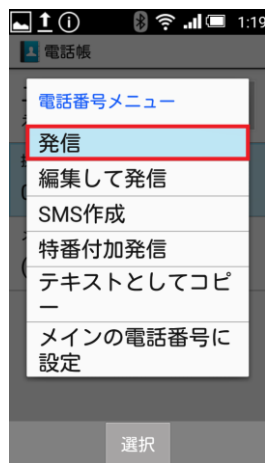 1:19
電話帳
電話番号メニュー
発信
編集して発信
SMS作成
特番付加発信
テキストとしてコピ
ー
メインの電話番号に
設定
選択